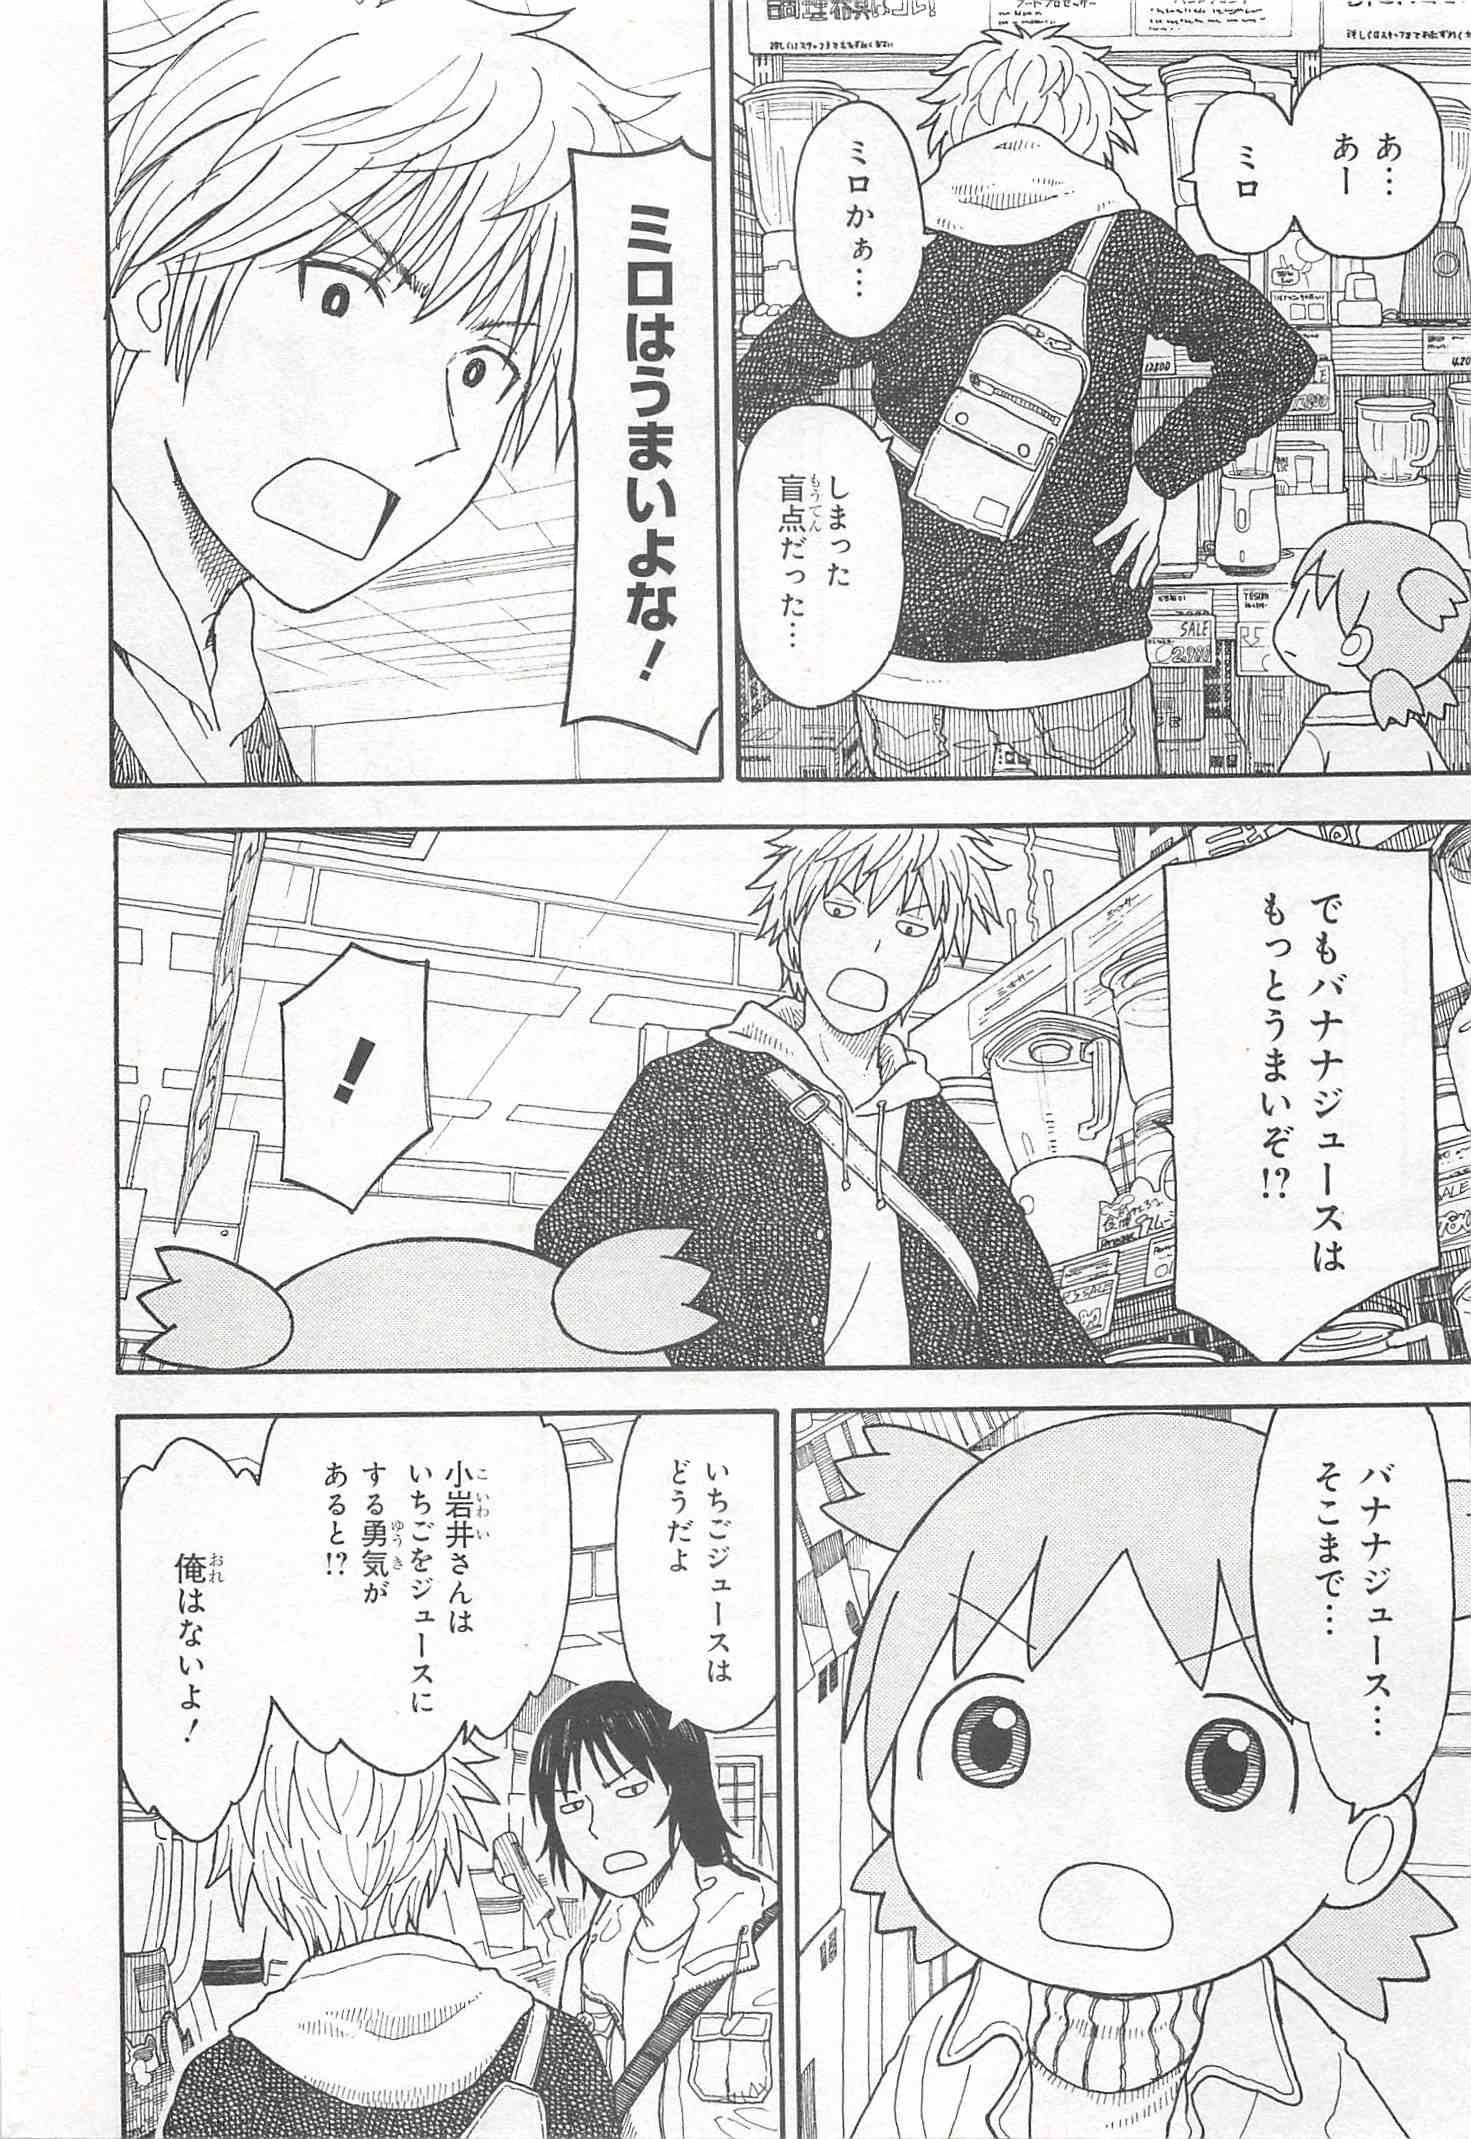 あ…
あー
ミロ
ミロかぁ…
しまった
盲点だった…
ミロはうまいよな！
でもバナナジュースは
もっとうまいぞ!?
！
バナナジュース…
そこまで…
いちごジュースは
どうだよ
小岩井さんは
いちごをジュースに
する勇気が
あると!?
俺はないよ！
SALE
2,900
12800